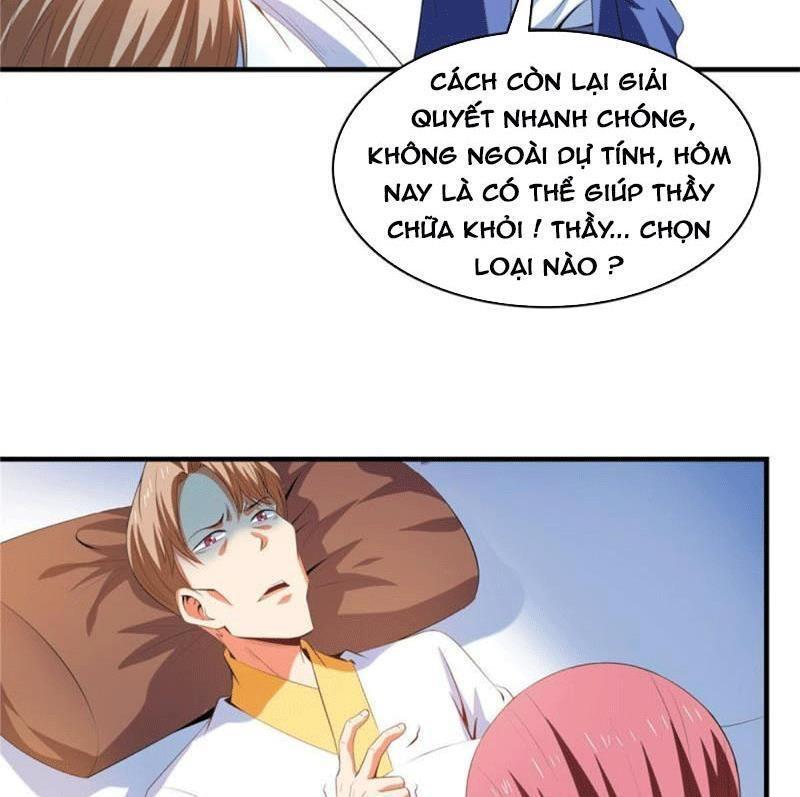 CÁCH CÒN LẠI GIẢI
QUYẾT NHANH CHÓNG,
KHÔNG NGOÀI DỰ TÍNH, HÔM
NAY LÀ CÓ THỂ GIÚP THẦY
CHỮA KHỎI ! THẦY... CHỌN
LOẠI NÀO ?